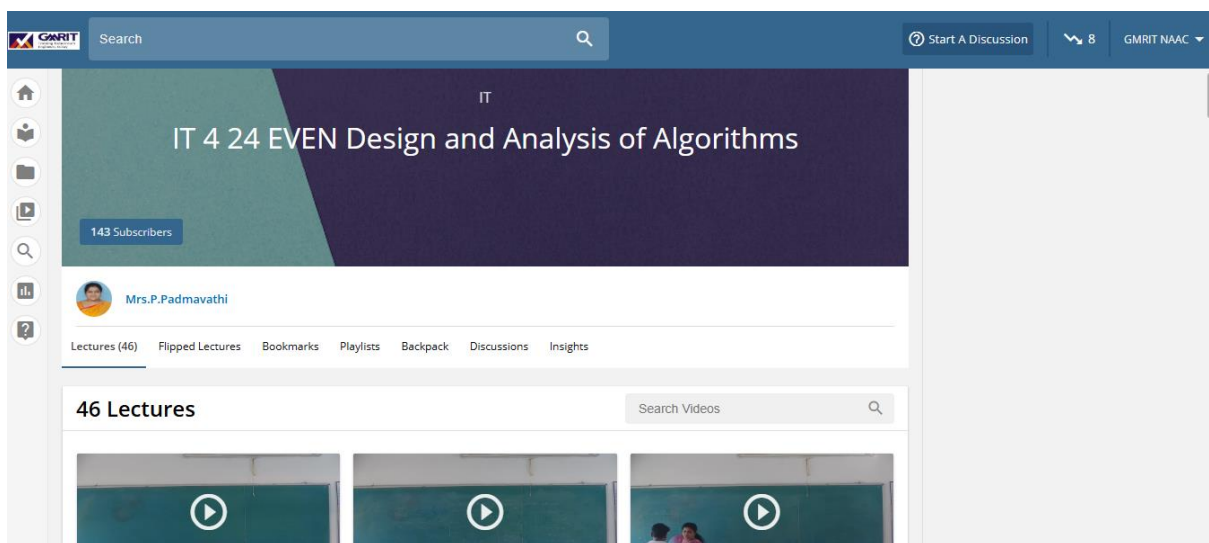 GMRIT
Search
Start A Discussion
8
GMRIT NAAC
IT
IT 4 24 EVEN Design and Analysis of Algorithms
143 Subscribers
Mrs.P.Padmavathi
Lectures (46) Flipped Lectures Bookmarks Playlists Backpack Discussions Insights
46 Lectures
Search Videos